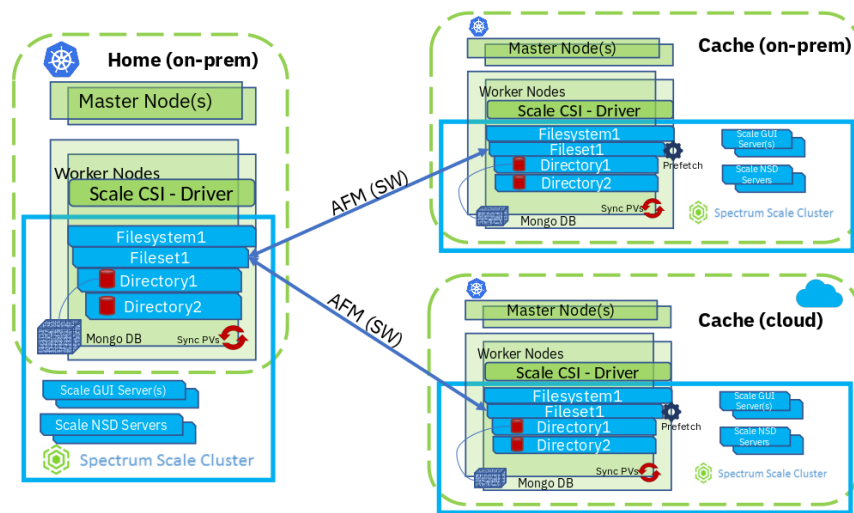 Home (on-prem)
Master Node(s)
Worker Nodes
Scale CSI - Driver
Filesystem1
Fileset1
Directory1
Directory2
Mongo DB
Sync PVs
Scale GUI Server(s)
Scale NSD Servers
Spectrum Scale Cluster
AFM (SW)
AFM (SW)
Cache (on-prem)
Master Node(s)
Worker Nodes
Scale CSI - Driver
Filesystem1
Fileset1
Directory1
Directory2
Prefetch
Sync PVs
Mongo DB
Scale GUI
Server(s)
Scale NSD
Servers
Spectrum Scale Cluster
Cache (cloud)
Master Node(s)
Worker Nodes
Scale CSI - Driver
Filesystem1
Fileset1
Directory1
Directory2
Prefetch
Sync PVs
Mongo DB
Scale GUI
Server(s)
Scale NSD
Servers
Spectrum Scale Cluster